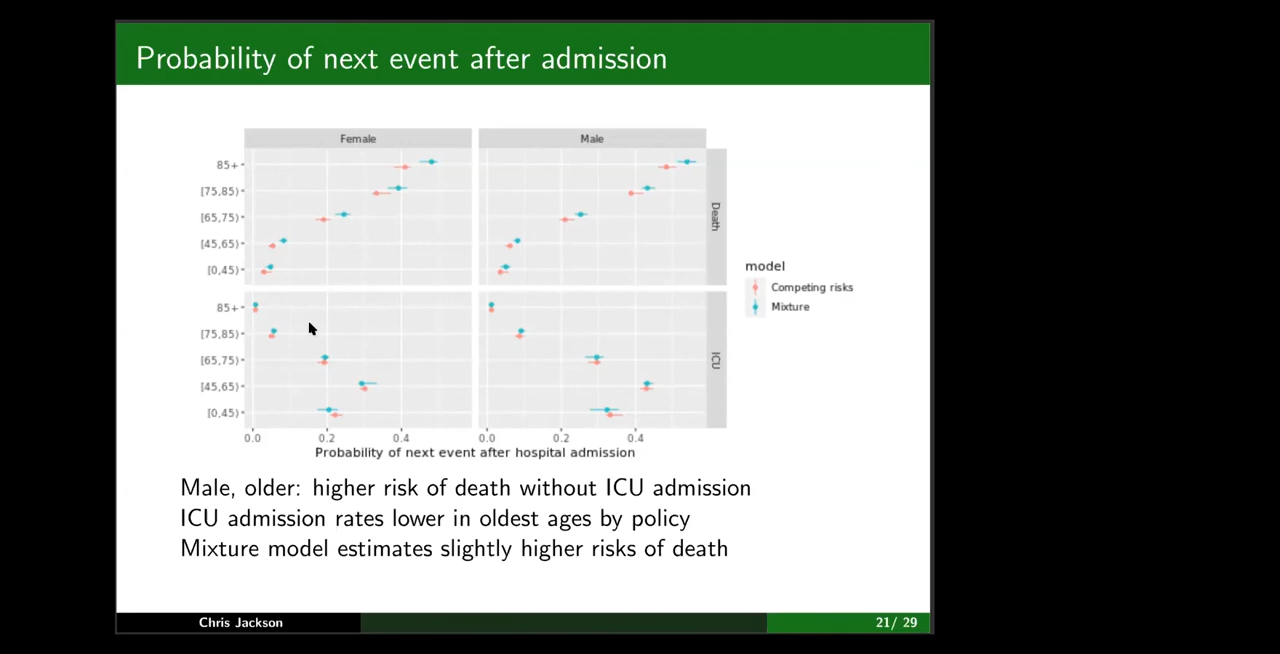 Probability of next event after admission
Female
Male
85+
[75,85)
[65,75)
[45,65)
[0,45)
Death
85+
[75,85)
[65,75)
[45,65)
[0,45)
ICU
0.0 0.2 0.4
0.0 0.2 0.4
Probability of next event after hospital admission
model
Competing risks
Mixture
Male, older: higher risk of death without ICU admission
ICU admission rates lower in oldest ages by policy
Mixture model estimates slightly higher risks of death
Chris Jackson
21/ 29